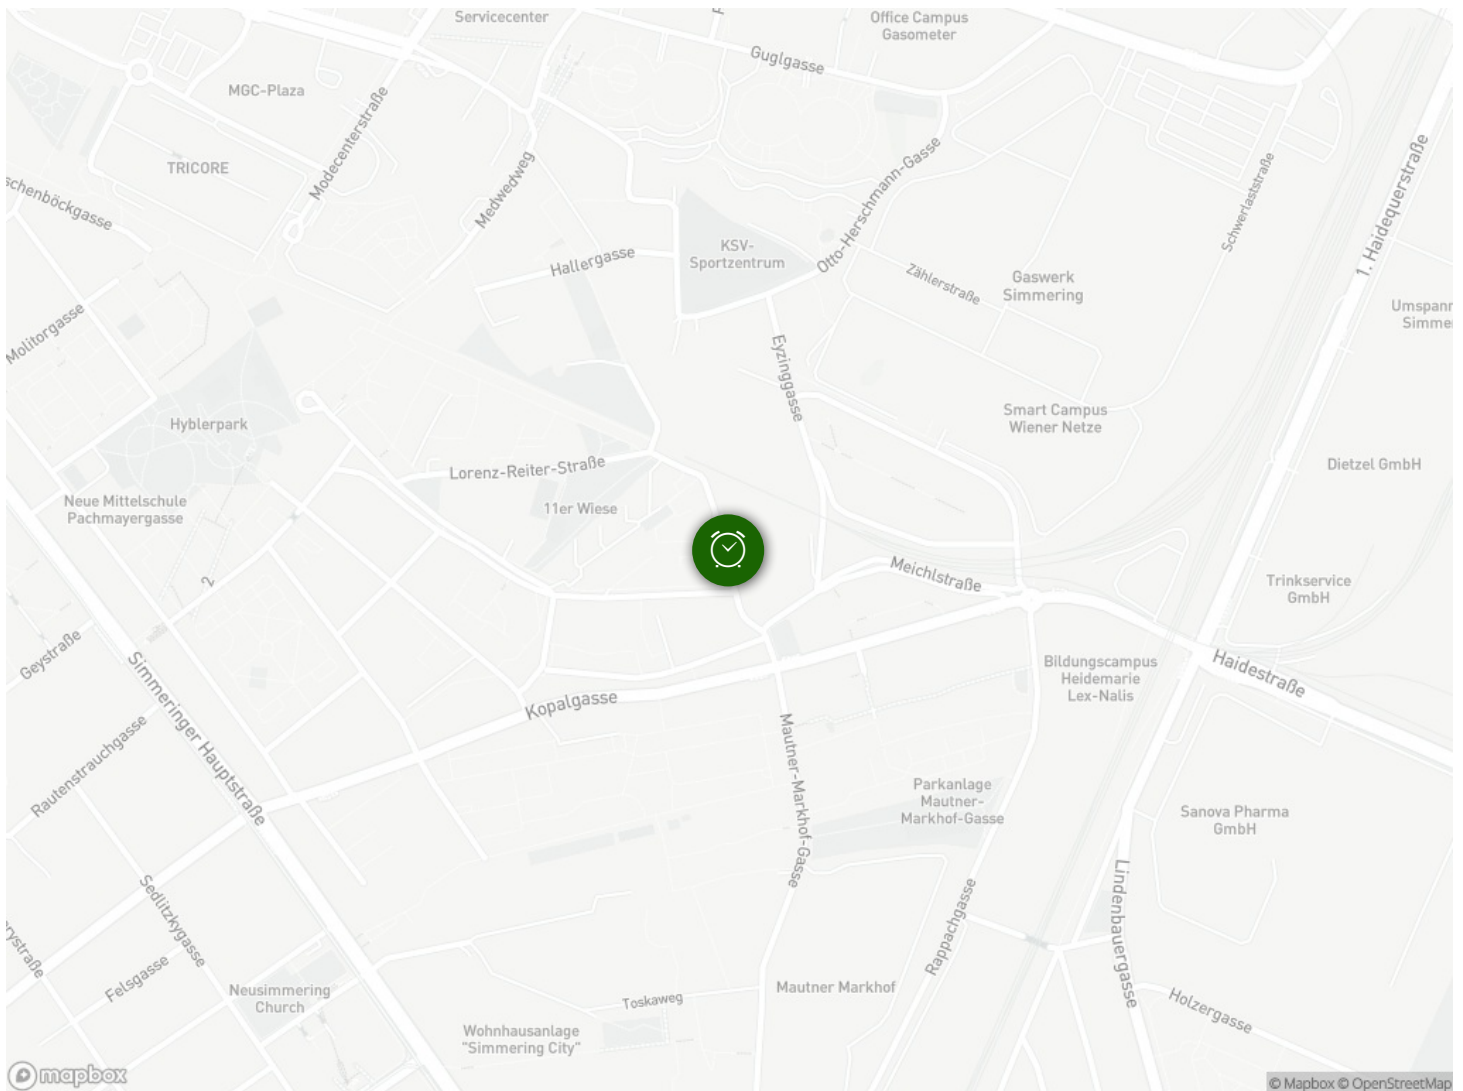 Servicecenter
Office Campus
Gasometer
Guglgasse
MGC-Plaza
Modecenterstraße
TRICORE
Medwedweg
Otto-Herschmann-Gasse
Schwerlaststraße
1. Haidequerstraße
schenböckgasse
KSV-
Sportzentrum
Hallergasse
Zählerstraße
Gaswerk
Simmering
Umspann
Simme
Molitorgasse
Eyzinggasse
Hyblerpark
Smart Campus
Wiener Netze
Lorenz-Reiter-Straße
Dietzel GmbH
Neue Mittelschule
Pachmayergasse
11er Wiese
2
Meichlstraße
Trinkservice
GmbH
Geystraße
Simmeringer Hauptstraße
Bildungscampus
Heidemarie
Lex-Nalis
Haidestraße
Kopalgasse
Mautner-Markhof-Gasse
Rautenstrauchgasse
Parkanlage
Mautner-
Markhof-Gasse
Sanova Pharma
GmbH
Sedlitzkygasse
Lindenbauergasse
Rappachgasse
rystraße
Felsgasse
Neusimmering
Church
Toskaweg
Mautner Markhof
Holzergasse
Wohnhausanlage
"Simmering City"
mapbox
© Mapbox © OpenStreetMap